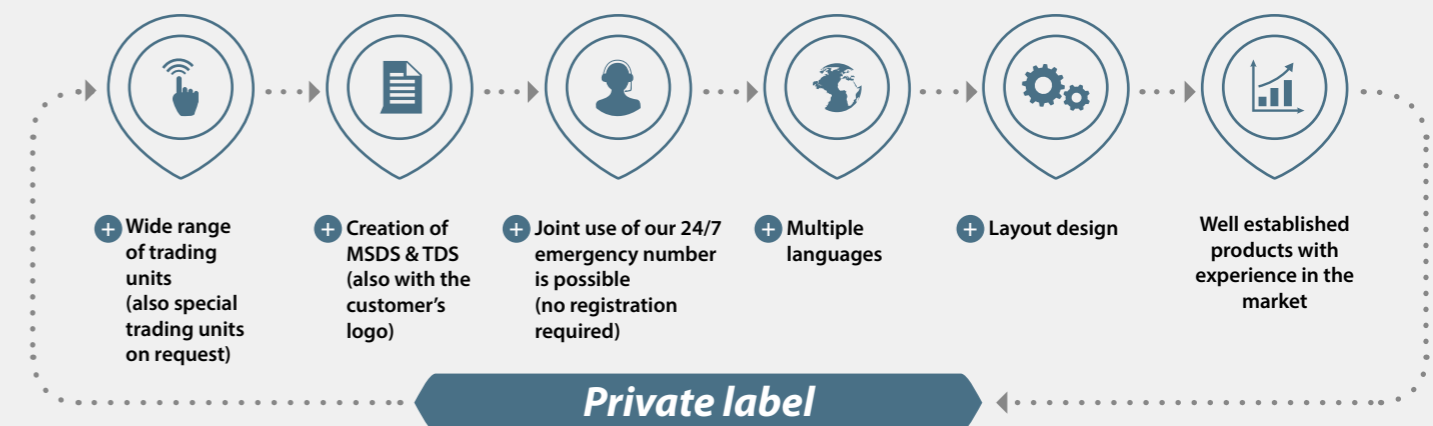 Wide range
of trading
units
(also special
trading units
on request)
Creation of
MSDS & TDS
(also with the
customer’s
logo)
Joint use of our 24/7
emergency number
is possible
(no registration
required)
Multiple
languages
Layout design
Well established
products with
experience in the
market
Private label